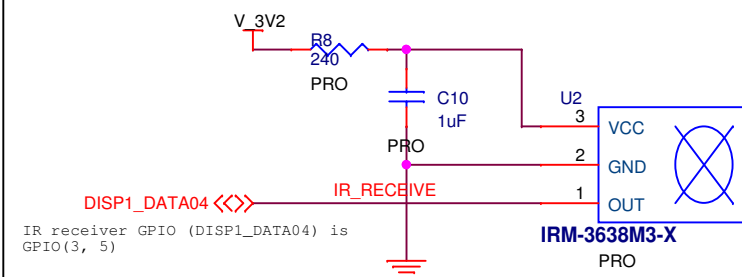 V_3V2
R8
240
PRO
C10
1uF
PRO
U2
3 VCC
2 GND
1 OUT
DISP1_DATA04
IR_RECEIVE
IR receiver GPIO (DISP1_DATA04) is
GPIO(3, 5)
IRM-3638M3-X
PRO